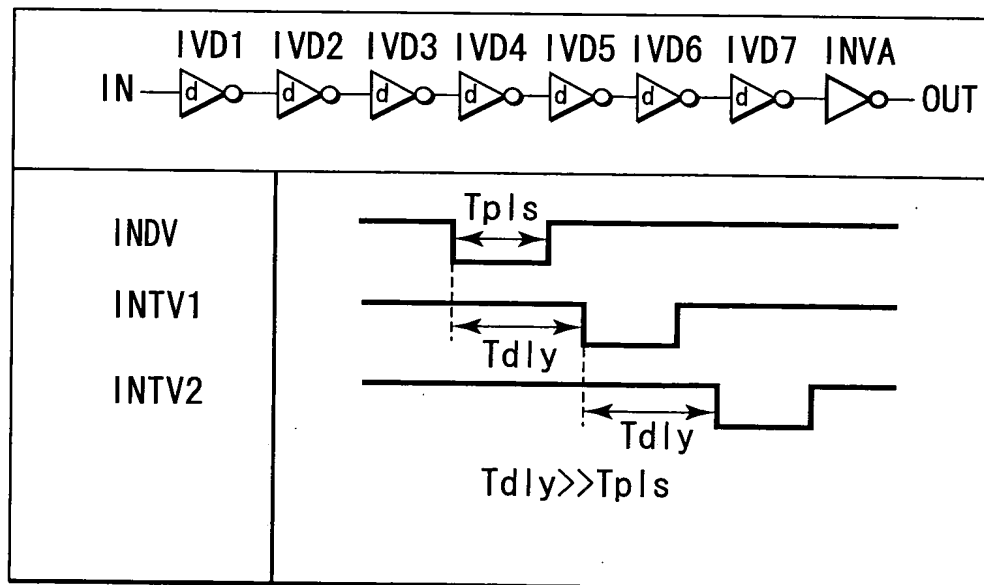 IVD1 IVD2 IVD3 IVD4 IVD5 IVD6 IVD7 INVA
IN d d d d d d d OUT
INDV
Tpls
INTV1
Tdly
INTV2
Tdly
Tdly>>Tpls